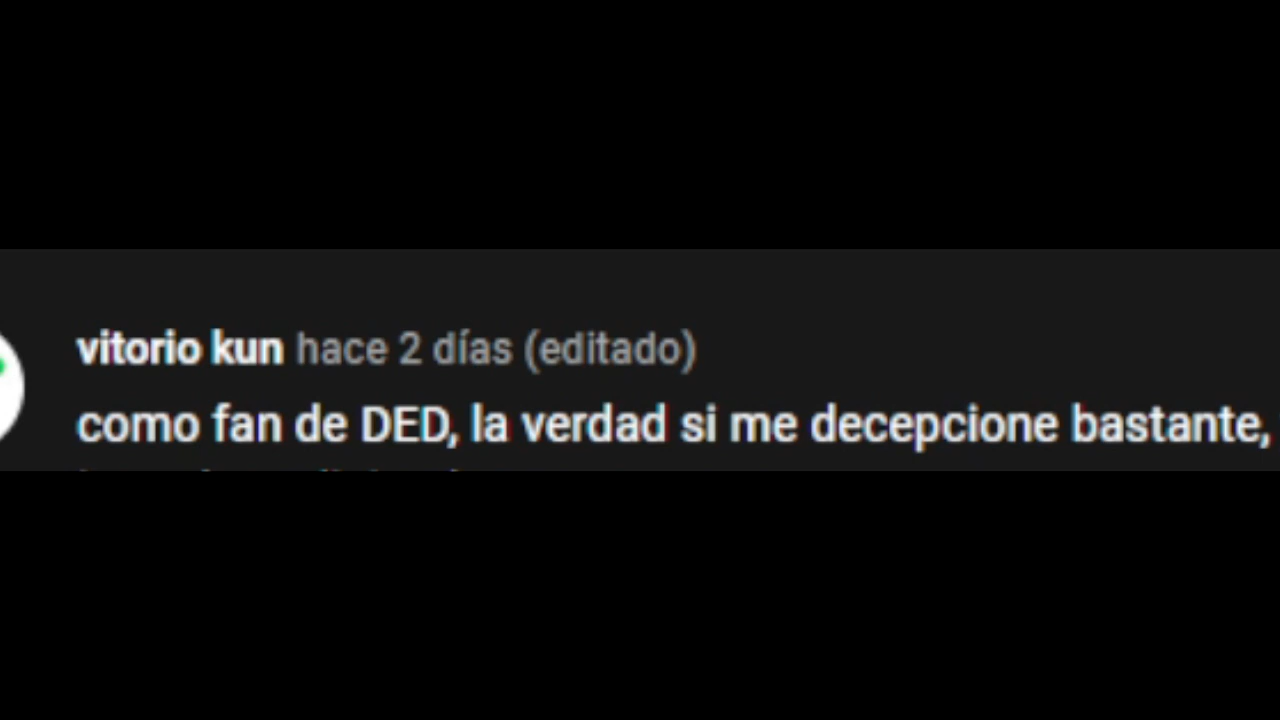 vitorio kun hace 2 días (editado)
como fan de DED, la verdad si me decepcione bastante,